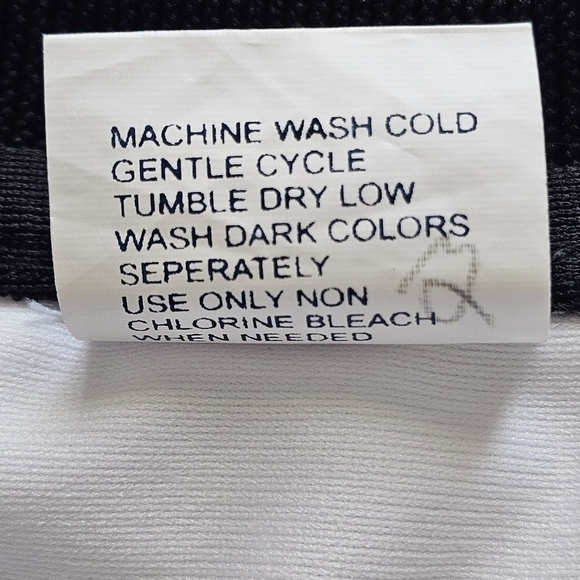 MACHINE WASH COLD
GENTLE CYCLE
TUMBLE DRY LOW
WASH DARK COLORS
SEPERATELY
USE ONLY NON
CHLORINE BLEACH
WHEN NEEDED